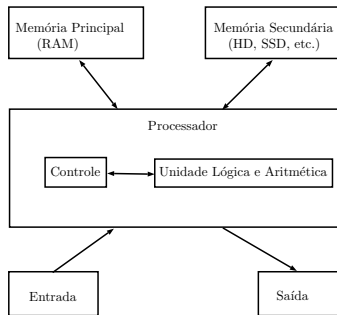 Memória Principal
(RAM)
Memória Secundária
(HD, SSD, etc.)
Processador
Controle
Unidade Lógica e Aritmética
Entrada
Saída